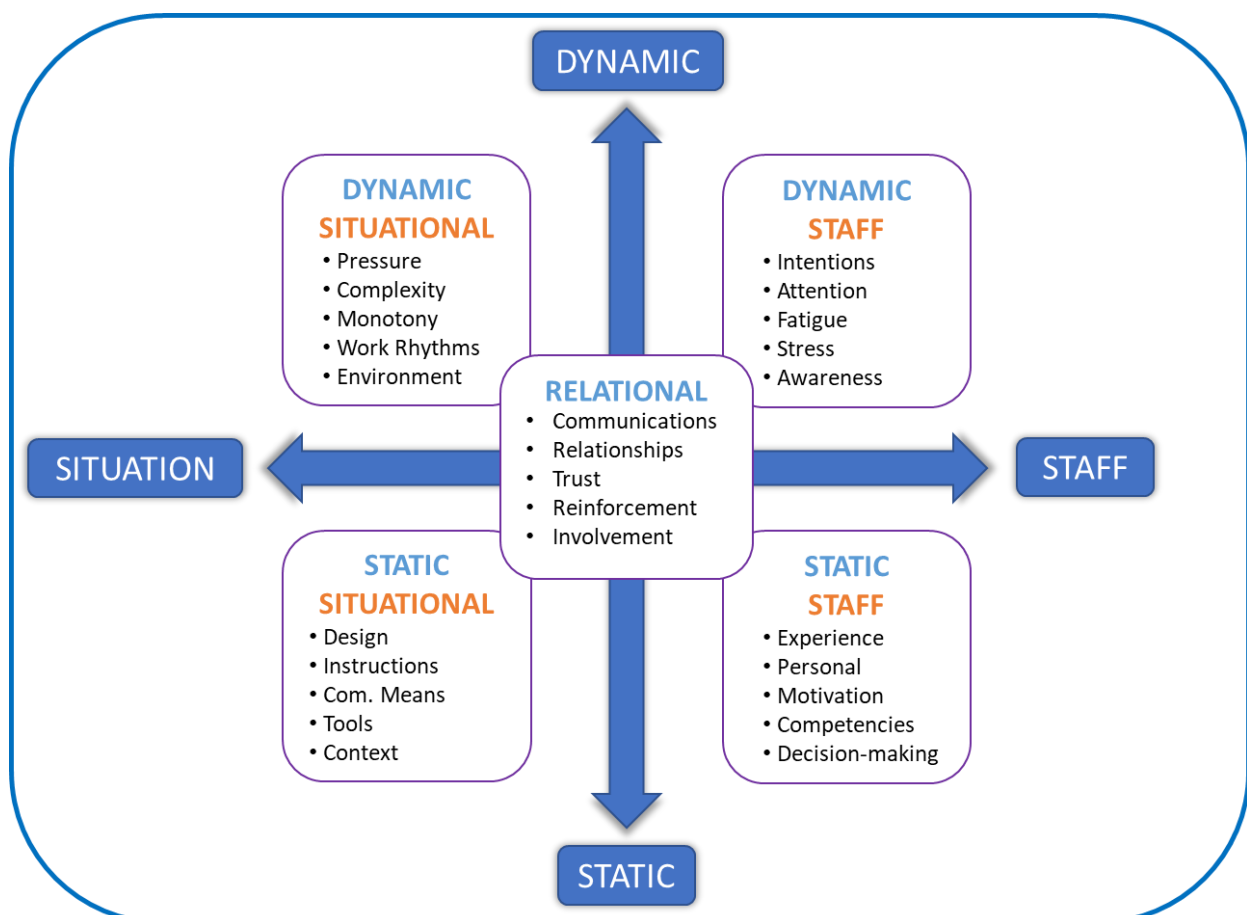 DYNAMIC
DYNAMIC
SITUATIONAL
• Pressure
• Complexity
• Monotony
• Work Rhythms
• Environment
DYNAMIC
STAFF
• Intentions
• Attention
• Fatigue
• Stress
• Awareness
SITUATION
RELATIONAL
• Communications
• Relationships
• Trust
• Reinforcement
• Involvement
STAFF
STATIC
SITUATIONAL
• Design
• Instructions
• Com. Means
• Tools
• Context
STATIC
STAFF
• Experience
• Personal
• Motivation
• Competencies
• Decision-making
STATIC